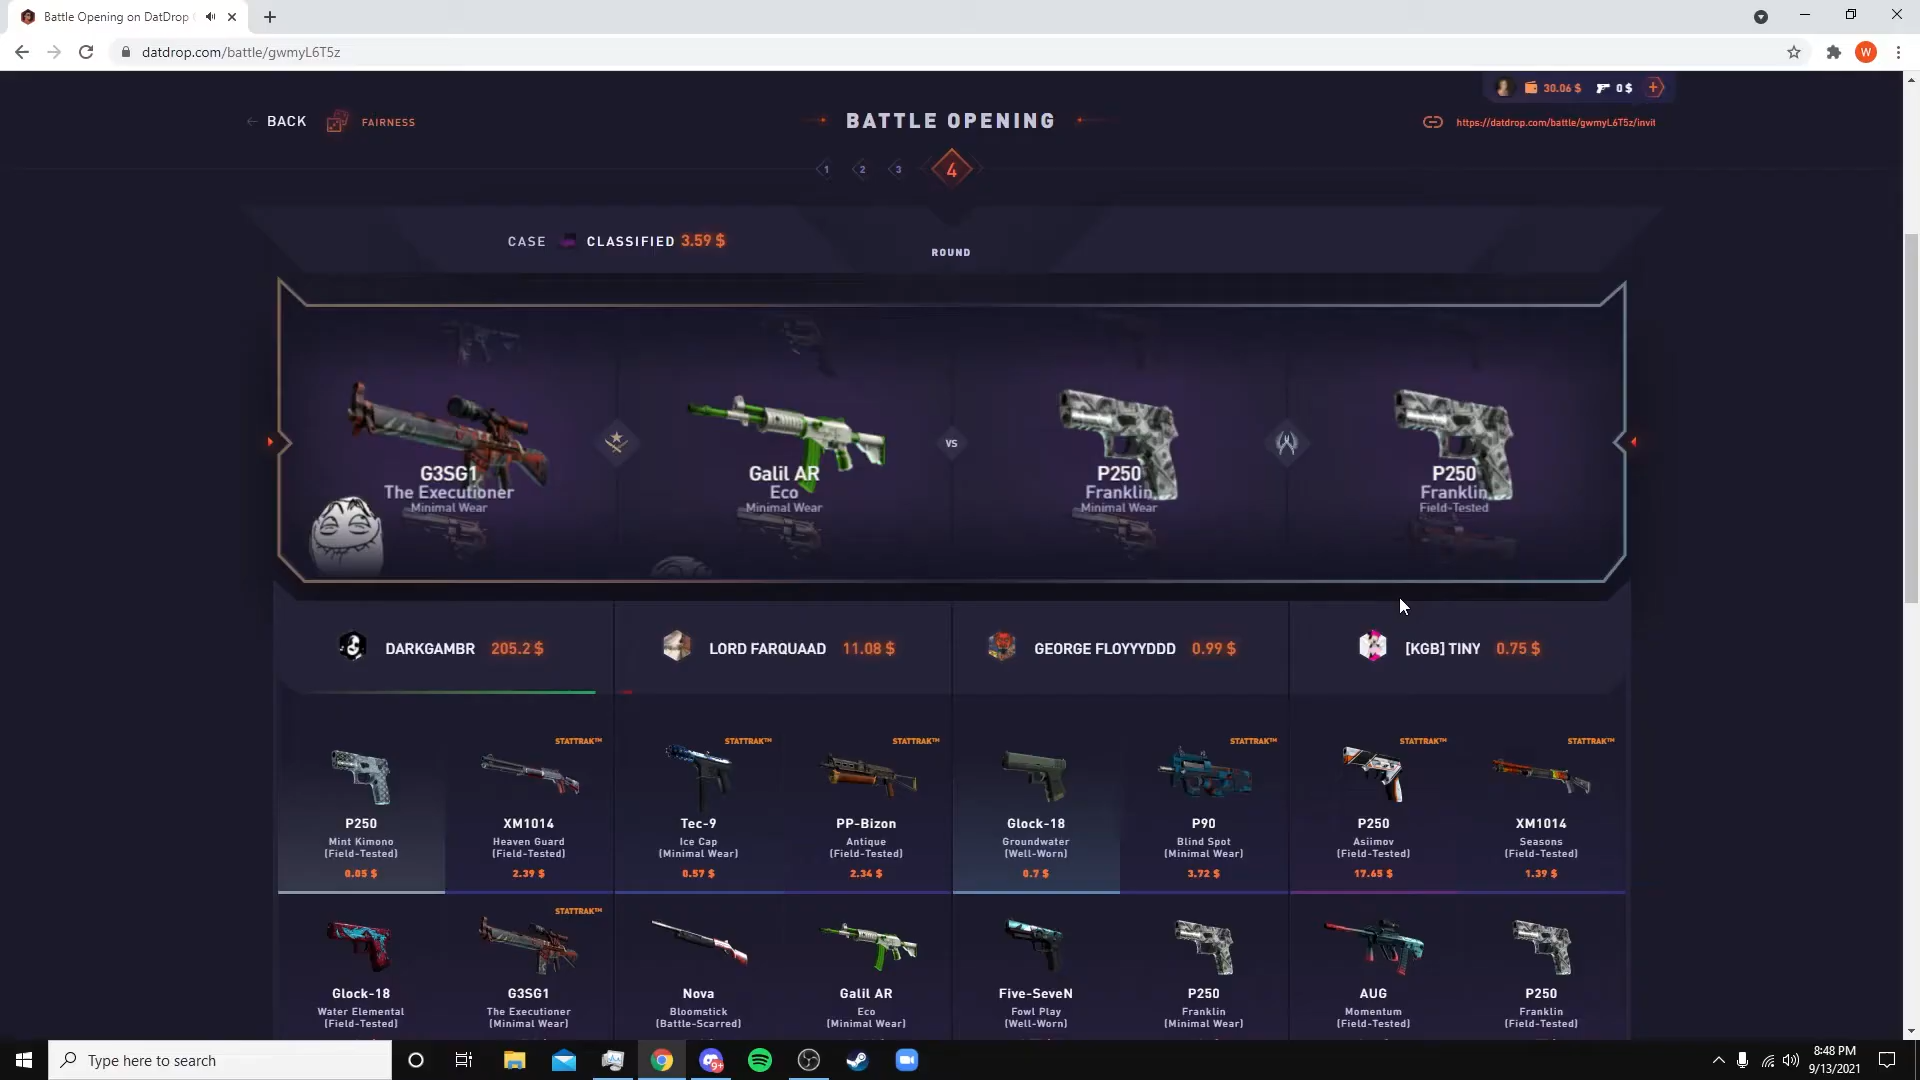 Battle Opening on DatDrop
datdrop.com/battle/gwmyL6T5z
W
30.06 $ 0 $
BACK FAIRNESS
BATTLE OPENING
https://datdrop.com/battle/gwmyL6T5z/invit
1 2 3 4
CASE CLASSIFIED 3.59 $
ROUND
G3SG1
The Executioner
Minimal Wear
Galil AR
Eco
Minimal Wear
VS
P250
Franklin
Minimal Wear
P250
Franklin
Field-Tested
DARKGAMBR 205.2 $
LORD FARQUAAD 11.08 $
GEORGE FLOYYYDDD 0.99 $
[KGB] TINY 0.75 $
P250
Mint Kimono
(Field-Tested)
0.05 $
STATTRAK™
XM1014
Heaven Guard
(Field-Tested)
2.39 $
STATTRAK™
Tec-9
Ice Cap
(Minimal Wear)
0.57 $
STATTRAK™
PP-Bizon
Antique
(Field-Tested)
2.34 $
Glock-18
Groundwater
(Well-Worn)
0.7 $
STATTRAK™
P90
Blind Spot
(Minimal Wear)
3.72 $
STATTRAK™
P250
Asiimov
(Field-Tested)
17.65 $
STATTRAK™
XM1014
Seasons
(Field-Tested)
1.39 $
Glock-18
Water Elemental
(Field-Tested)
STATTRAK™
G3SG1
The Executioner
(Minimal Wear)
Nova
Bloomstick
(Battle-Scarred)
Galil AR
Eco
(Minimal Wear)
Five-SeveN
Fowl Play
(Well-Worn)
P250
Franklin
(Minimal Wear)
AUG
Momentum
(Field-Tested)
P250
Franklin
(Field-Tested)
Type here to search
9+
8:48 PM
9/13/2021